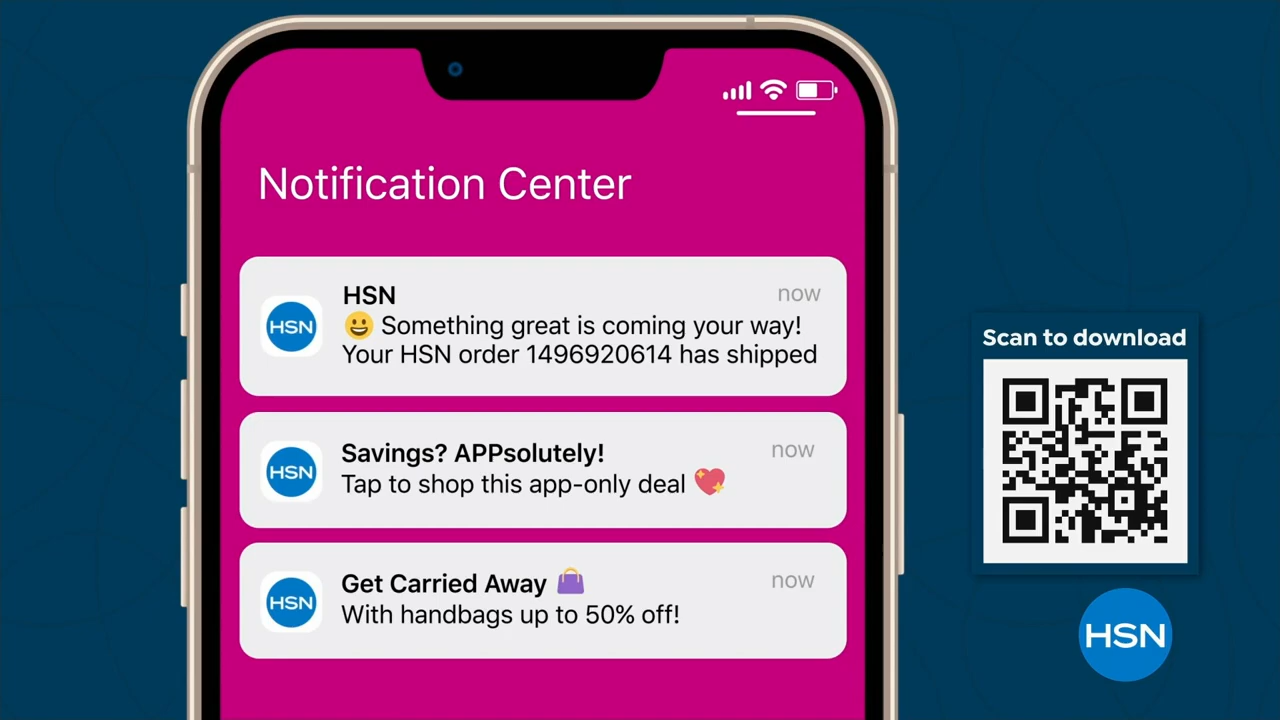 Notification Center
HSN
now
HSN
😀 Something great is coming your way!
Your HSN order 1496920614 has shipped
HSN
Savings? APPsolutely!
now
Tap to shop this app-only deal 💖
HSN
Get Carried Away 👜
now
With handbags up to 50% off!
Scan to download
HSN